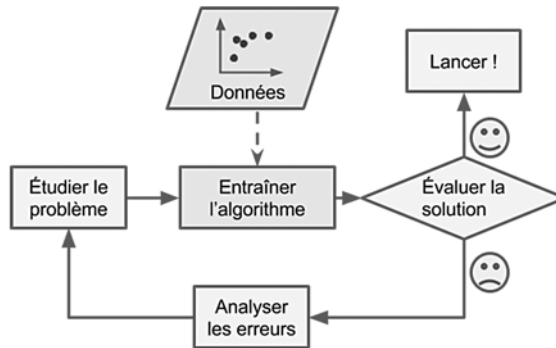 Données
Lancer !
Étudier le
problème
Entraîner
l'algorithme
Évaluer la
solution
Analyser
les erreurs